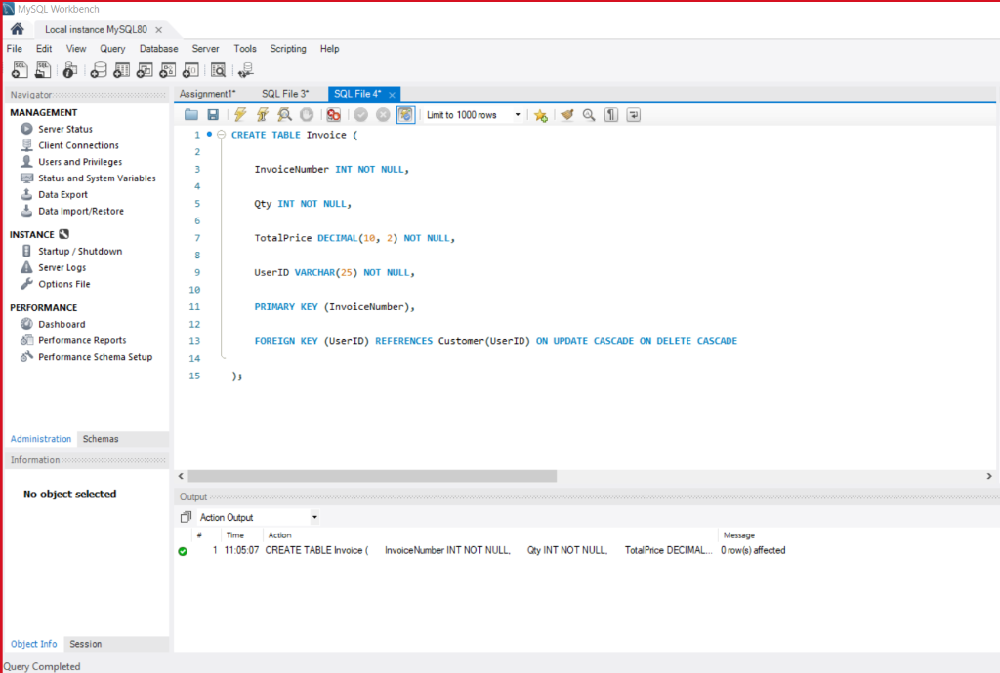 MySQL Workbench
Local instance MySQL80 ×
File Edit View Query Database Server Tools Scripting Help
Navigator
MANAGEMENT
Server Status
Client Connections
Users and Privileges
Status and System Variables
Data Export
Data Import/Restore
INSTANCE
Startup / Shutdown
Server Logs
Options File
PERFORMANCE
Dashboard
Performance Reports
Performance Schema Setup
Administration Schemas
Information
No object selected
Object Info Session
Query Completed
Assignment1* SQL File 3* SQL File 4* ×
Limit to 1000 rows
1 CREATE TABLE Invoice (
2
3 InvoiceNumber INT NOT NULL,
4
5 Qty INT NOT NULL,
6
7 TotalPrice DECIMAL(10, 2) NOT NULL,
8
9 UserID VARCHAR(25) NOT NULL,
10
11 PRIMARY KEY (InvoiceNumber),
12
13 FOREIGN KEY (UserID) REFERENCES Customer(UserID) ON UPDATE CASCADE ON DELETE CASCADE
14
15 );
Output
Action Output
# Time Action Message
1 11:05:07 CREATE TABLE Invoice ( InvoiceNumber INT NOT NULL, Qty INT NOT NULL, TotalPrice DECIMAL... 0 row(s) affected